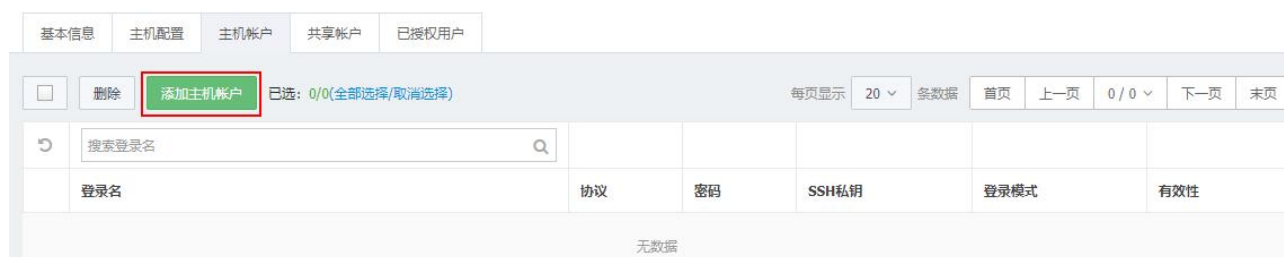 基本信息 主机配置 主机帐户 共享帐户 已授权用户
删除 添加主机帐户 已选：0/0(全部选择/取消选择) 每页显示 20 条数据 首页 上一页 0 / 0 下一页 末页
搜索登录名
登录名 协议 密码 SSH私钥 登录模式 有效性
无数据